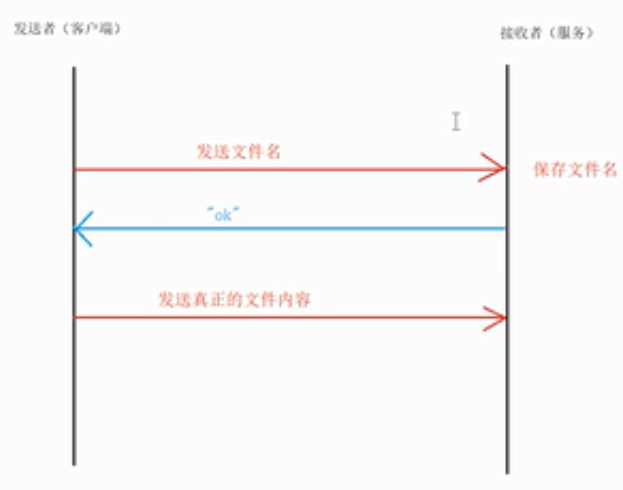 发送者（客户端）
接收者（服务）
发送文件名
保存文件名
"ok"
发送真正的文件内容